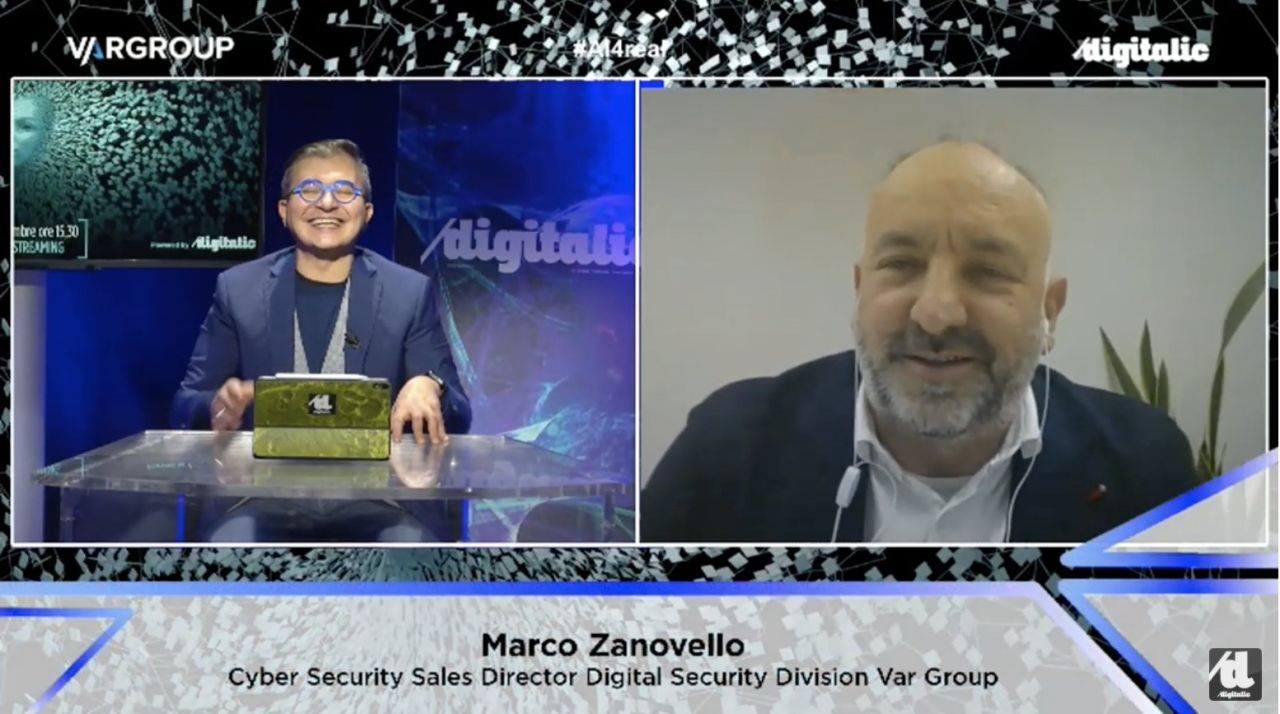 VARGROUP
#AI4real
digitalic
mbre ore 15.30
STREAMING
Powered by digitalic
digitalic
Marco Zanovello
Cyber Security Sales Director Digital Security Division Var Group
digitalic